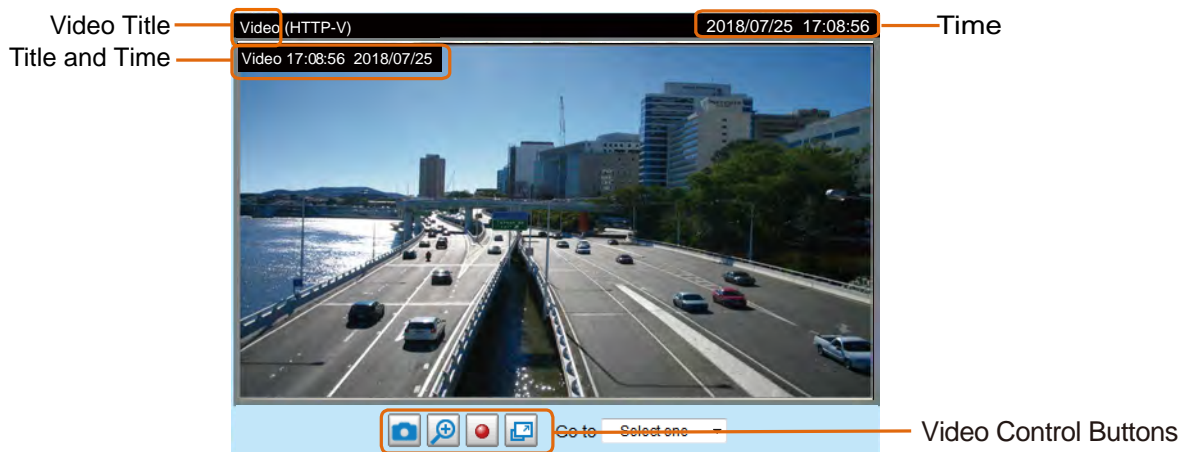 Video Title
Video (HTTP-V)
2018/07/25 17:08:56
Time
Title and Time
Video 17:08:56 2018/07/25
Go to
Select one
Video Control Buttons